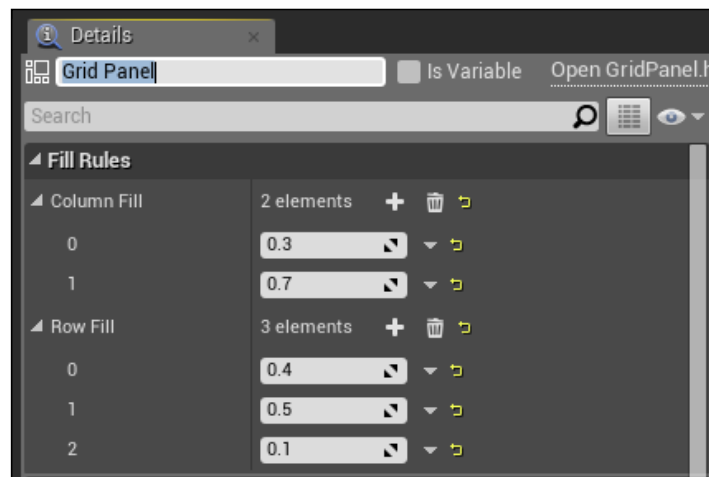 Details
Grid Panel Is Variable Open GridPanel.h
Search
Fill Rules
Column Fill 2 elements
0 0.3
1 0.7
Row Fill 3 elements
0 0.4
1 0.5
2 0.1